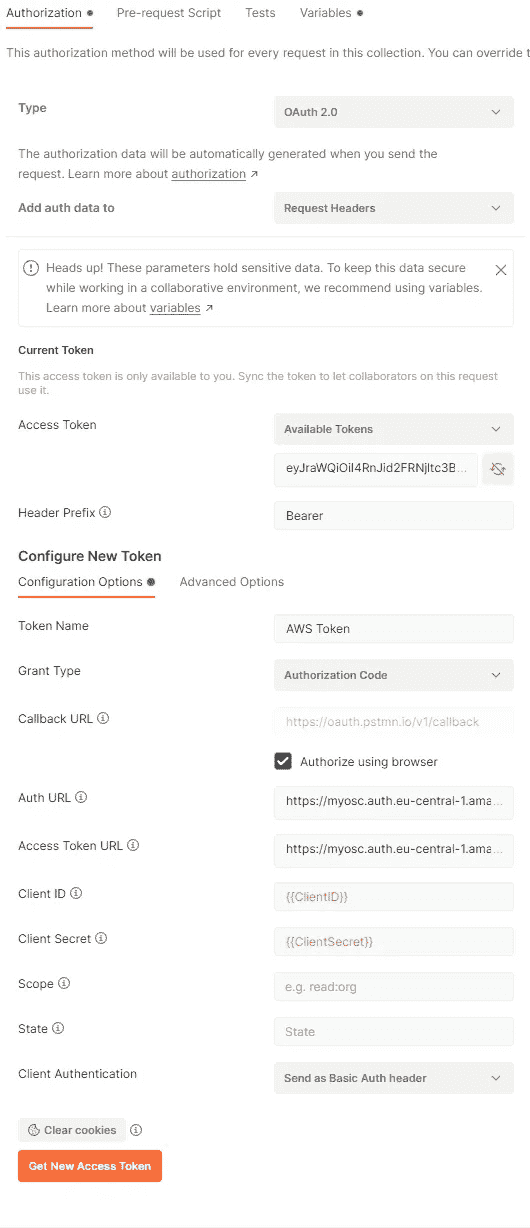 Authorization
Pre-request Script
Tests
Variables
This authorization method will be used for every request in this collection. You can override t
Type
OAuth 2.0
The authorization data will be automatically generated when you send the
request. Learn more about authorization ↗
Add auth data to
Request Headers
Heads up! These parameters hold sensitive data. To keep this data secure
while working in a collaborative environment, we recommend using variables.
Learn more about variables ↗
Current Token
This access token is only available to you. Sync the token to let collaborators on this request
use it.
Access Token
Available Tokens
eyJraWQiOiI4RnJid2FRNjltc3B...
Header Prefix
Bearer
Configure New Token
Configuration Options
Advanced Options
Token Name
AWS Token
Grant Type
Authorization Code
Callback URL
https://oauth.pstmn.io/v1/callback
Authorize using browser
Auth URL
https://myosc.auth.eu-central-1.ama...
Access Token URL
https://myosc.auth.eu-central-1.ama...
Client ID
{{ClientID}}
Client Secret
{{ClientSecret}}
Scope
e.g. read:org
State
State
Client Authentication
Send as Basic Auth header
Clear cookies
Get New Access Token